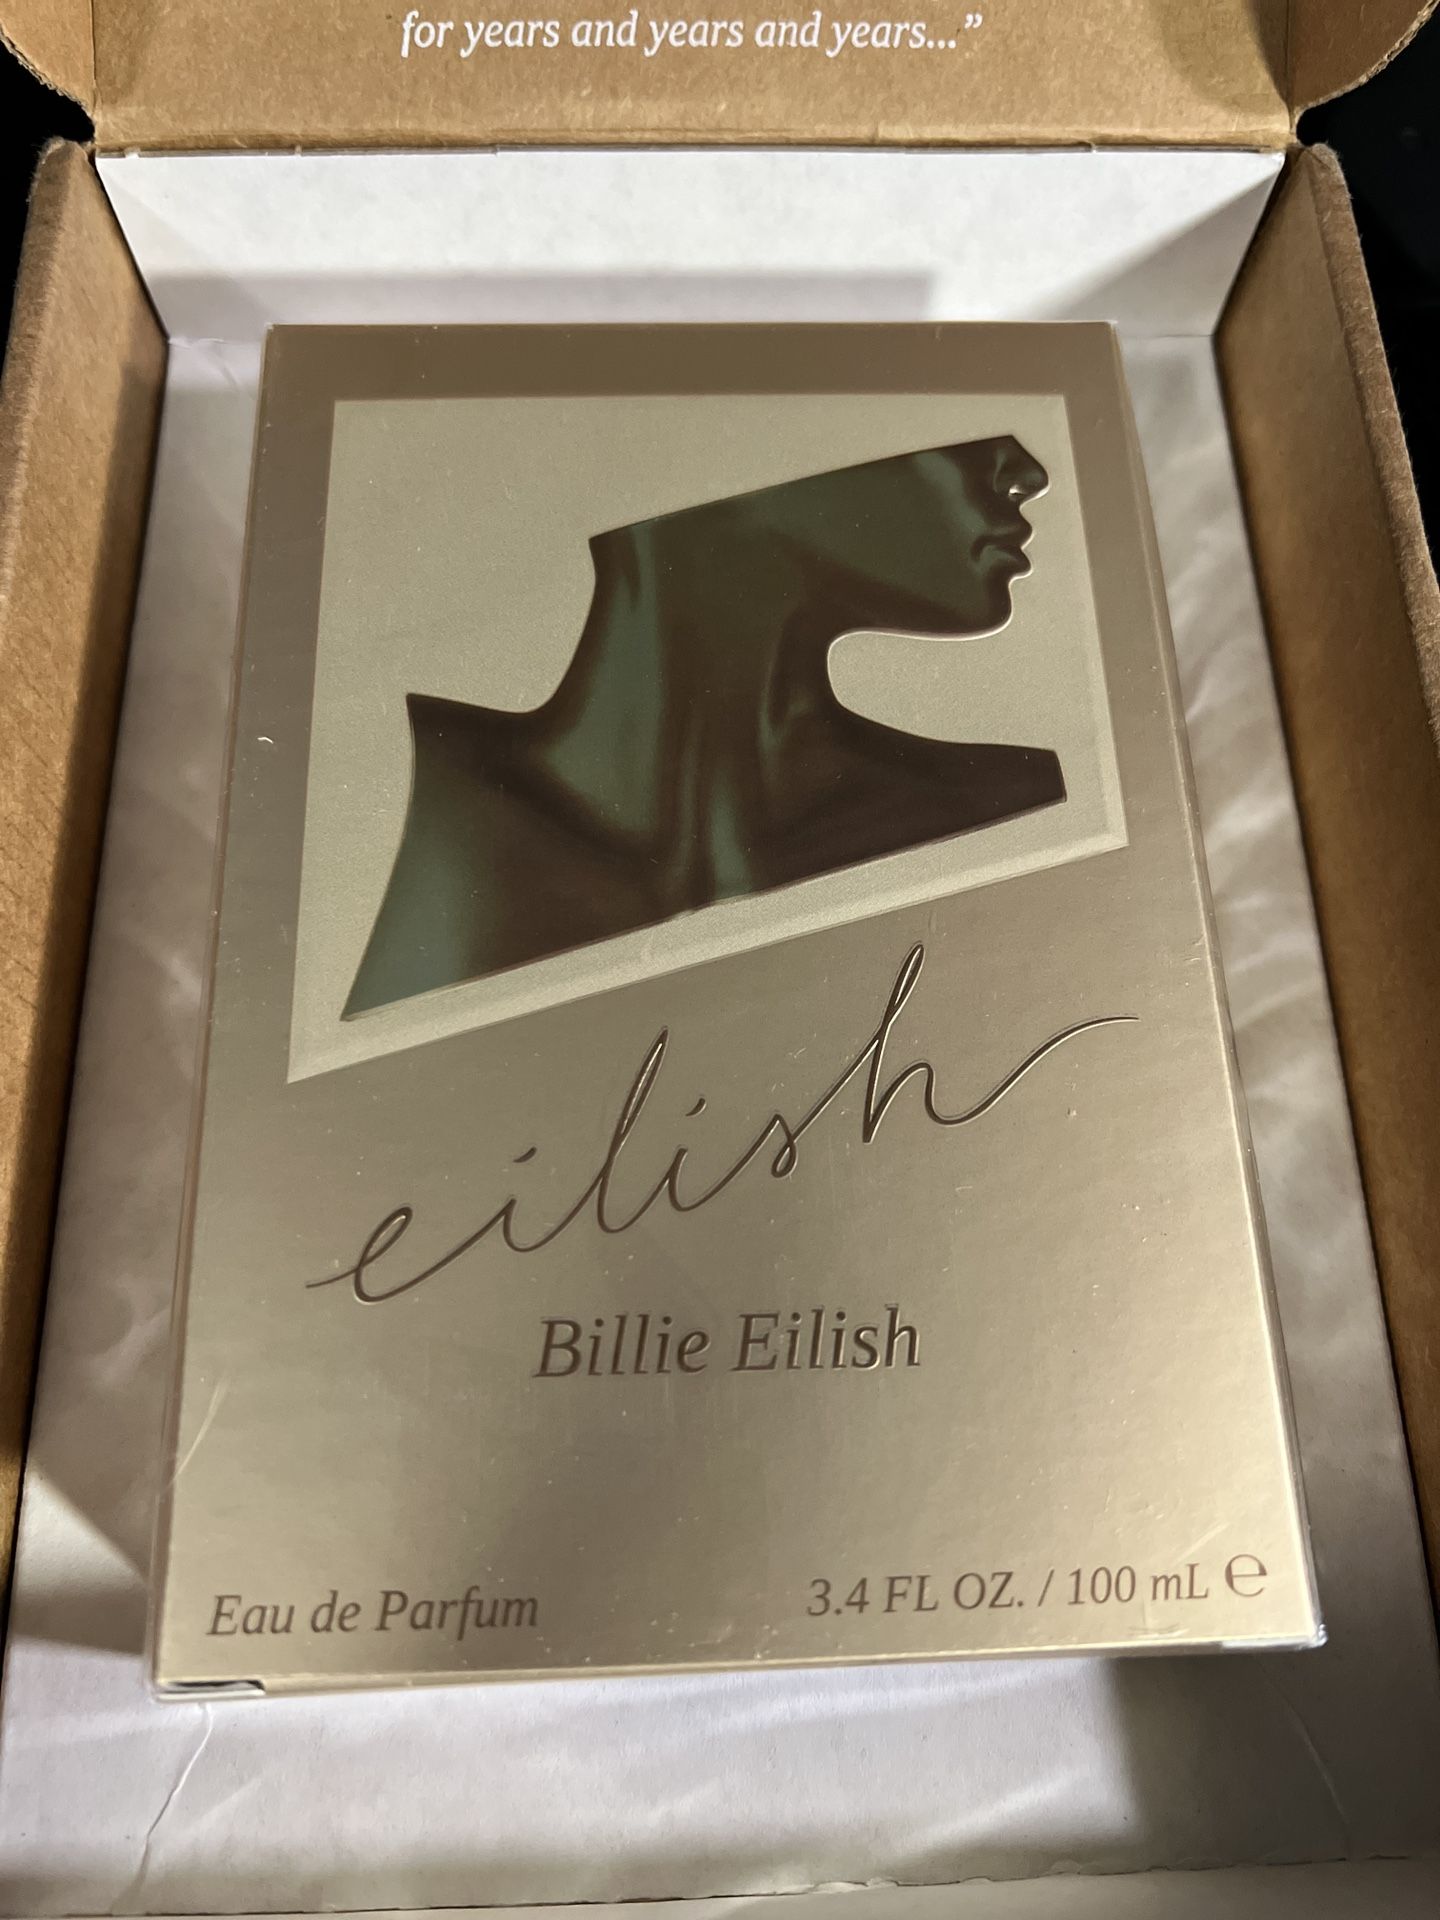 for years and years and years...”
eilish
Billie Eilish
Eau de Parfum
3.4 FL OZ. / 100 mL ℮